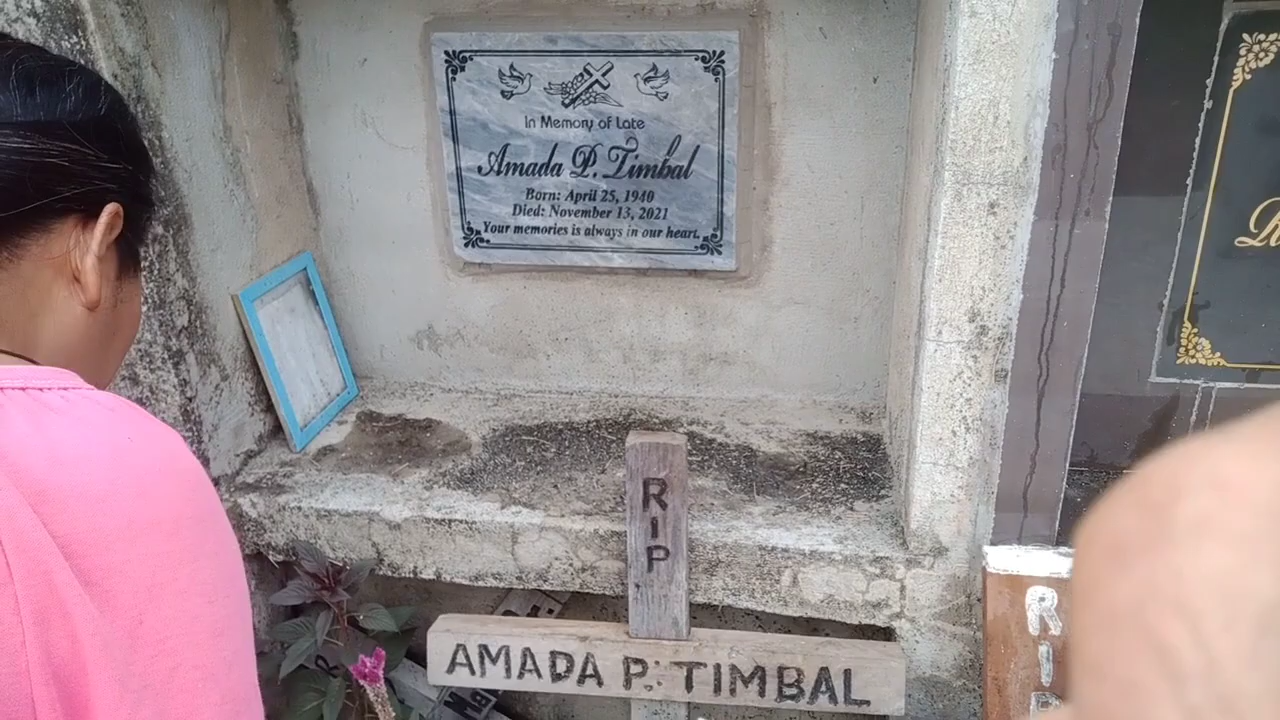 In Memory of Late
Amada P. Timbal
Born: April 25, 1940
Died: November 13, 2021
Your memories is always in our heart.
RIP
AMADA P. TIMBAL